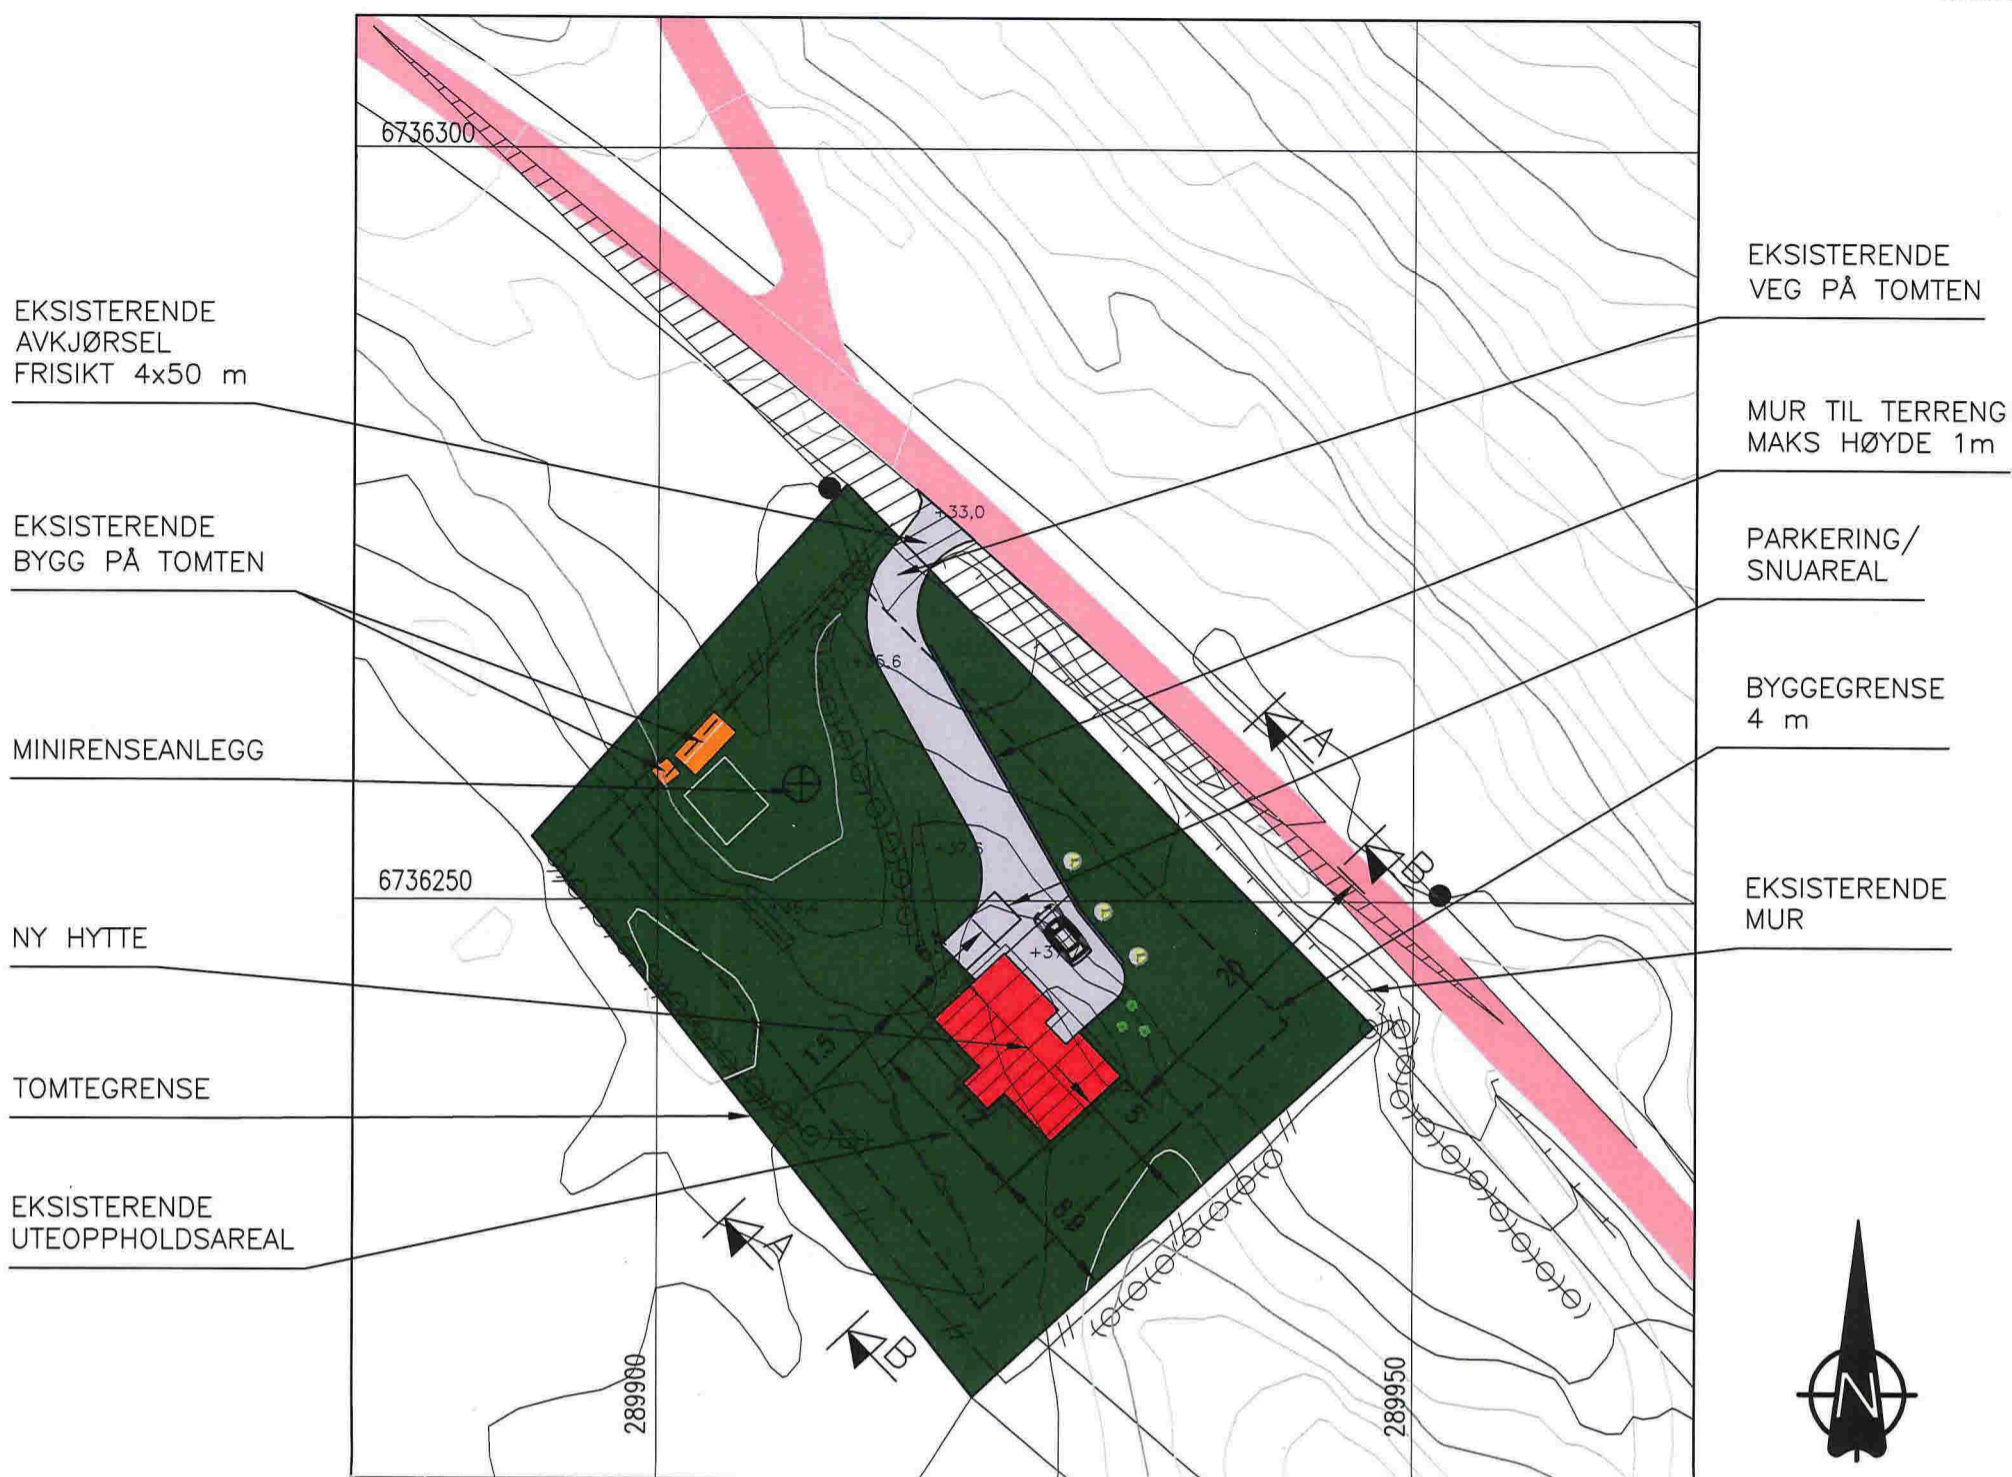 6736300
EKSISTERENDE
AVKJØRSEL
FRISIKT 4x50 m
EKSISTERENDE
BYGG PÅ TOMTEN
MINIRENSEANLEGG
6736250
NY HYTTE
TOMTEGRENSE
EKSISTERENDE
UTEOPPHOLDSAREAL
EKSISTERENDE
VEG PÅ TOMTEN
MUR TIL TERRENG
MAKS HØYDE 1m
PARKERING/
SNUAREAL
BYGGEGRENSE
4 m
EKSISTERENDE
MUR
+33,0
A
B
20
1.5
5
8.9
A
B
289900
289950
N